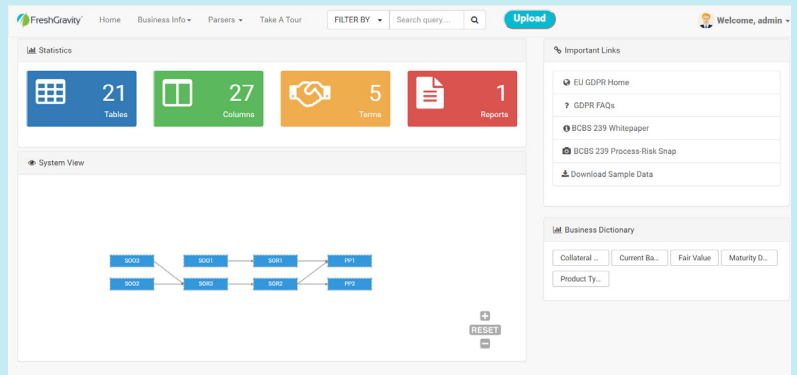 FreshGravity Home Business Info Parsers Take A Tour FILTER BY Search query.... Upload Welcome, admin
Statistics
21
Tables
27
Columns
5
Terms
1
Reports
System View
SOO3 SOO1 SOR1 PP1
SOO2 SOR3 SOR2 PP2
RESET
Important Links
EU GDPR Home
? GDPR FAQs
BCBS 239 Whitepaper
BCBS 239 Process-Risk Snap
Download Sample Data
Business Dictionary
Collateral ... Current Ba... Fair Value Maturity D...
Product Ty...